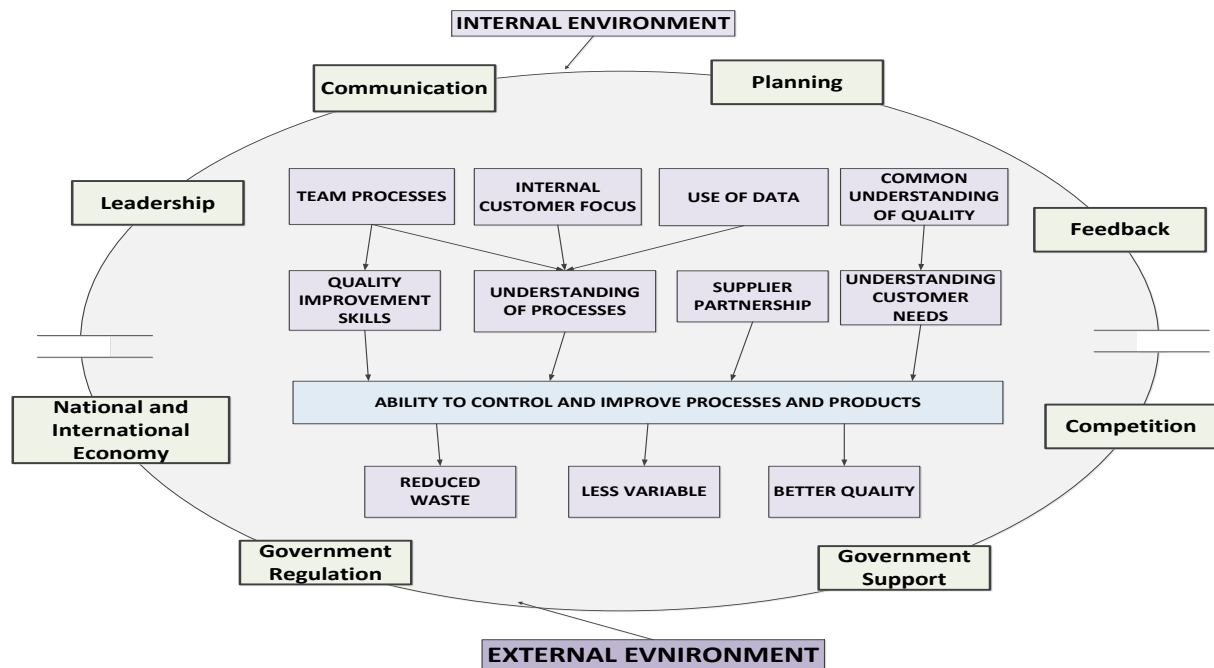 INTERNAL ENVIRONMENT
Communication
Planning
Leadership
TEAM PROCESSES
INTERNAL
CUSTOMER FOCUS
USE OF DATA
COMMON
UNDERSTANDING
OF QUALITY
Feedback
QUALITY
IMPROVEMENT
SKILLS
UNDERSTANDING
OF PROCESSES
SUPPLIER
PARTNERSHIP
UNDERSTANDING
CUSTOMER
NEEDS
National and
International
Economy
ABILITY TO CONTROL AND IMPROVE PROCESSES AND PRODUCTS
Competition
REDUCED
WASTE
LESS VARIABLE
BETTER QUALITY
Government
Regulation
Government
Support
EXTERNAL EVNIRONMENT